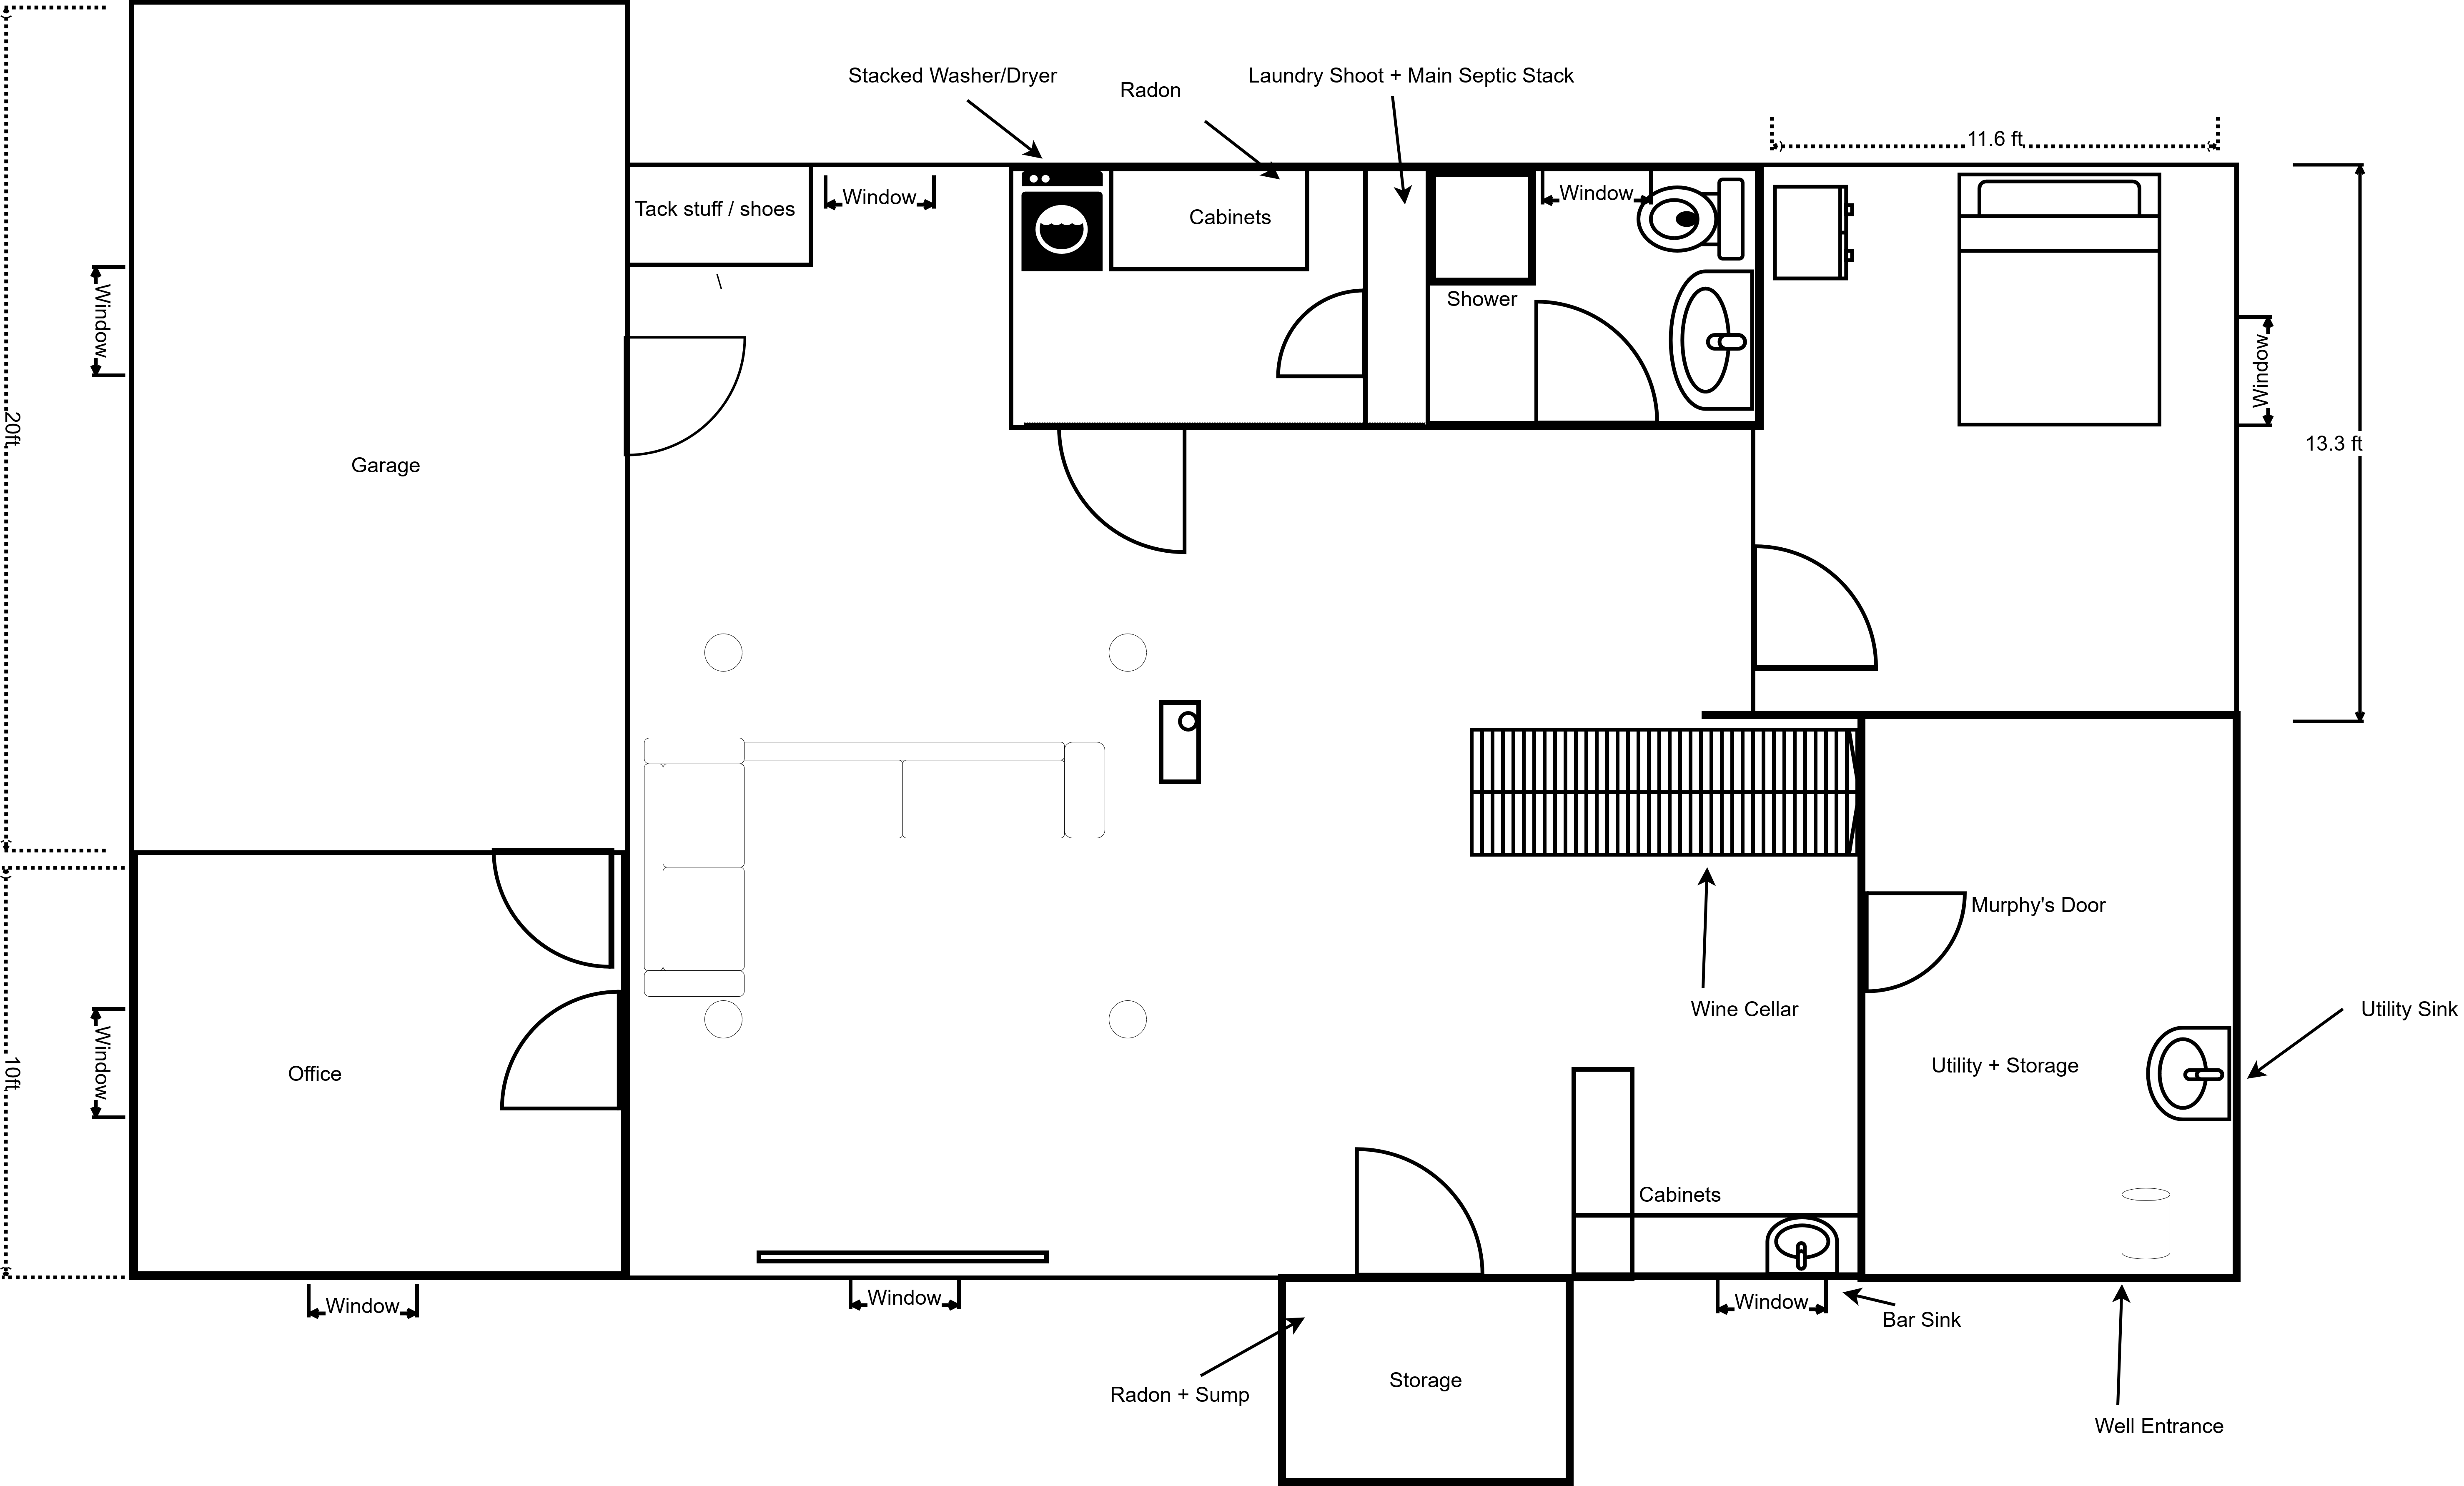 Stacked Washer/Dryer
Radon
Laundry Shoot + Main Septic Stack
11.6 ft
Tack stuff / shoes
Window
Cabinets
Window
\
Window
Shower
Window
20ft
13.3 ft
Garage
Murphy's Door
Wine Cellar
Utility Sink
Window
10ft
Office
Utility + Storage
Cabinets
Window
Window
Window
Bar Sink
Radon + Sump
Storage
Well Entrance